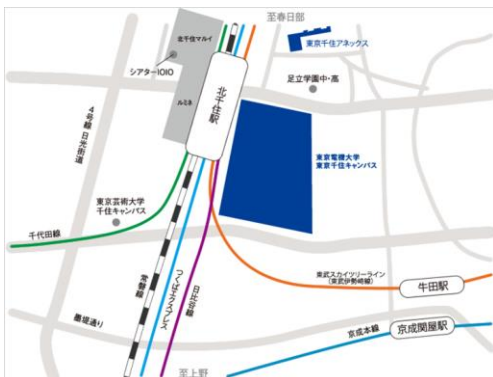 至春日部
北千住マルイ
東京千住アネックス
シアター1010
足立学園中・高
北千住駅
ルミネ
4号線 日光街道
東京電機大学
東京千住キャンパス
東京芸術大学
千住キャンパス
千代田線
常磐線
つくばエクスプレス
日比谷線
東武スカイツリーライン
(東武伊勢崎線)
牛田駅
墨堤通り
京成本線
京成関屋駅
至上野